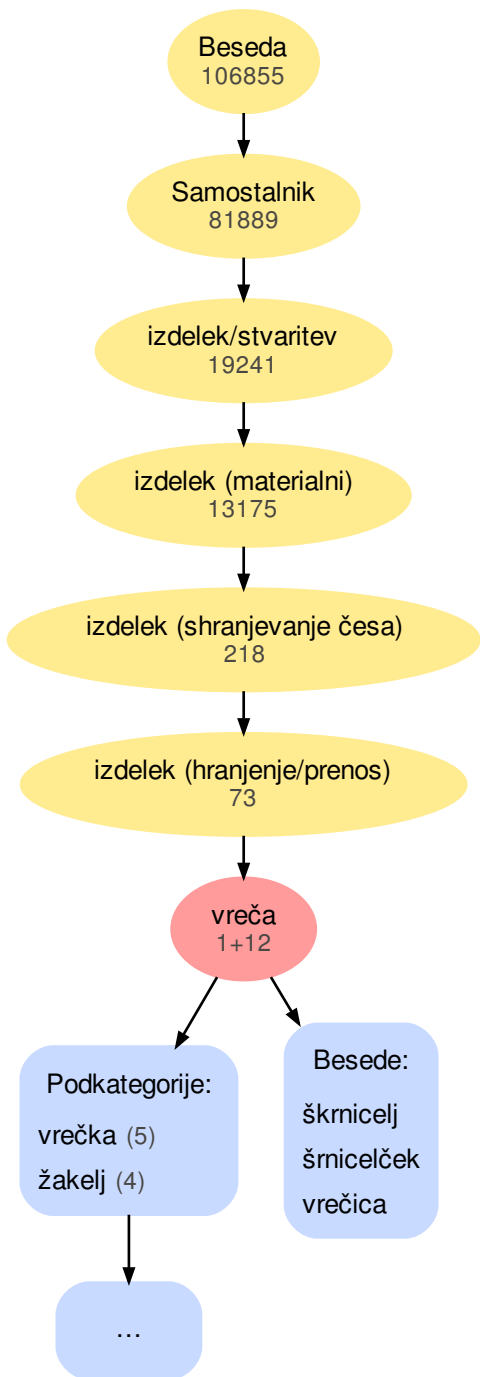 Beseda
106855
Samostalnik
81889
izdelek/stvaritev
19241
izdelek (materialni)
13175
izdelek (shranjevanje česa)
218
izdelek (hranjenje/prenos)
73
vreča
1+12
Podkategorije:
vrečka (5)
žakelj (4)
Besede:
škrnicelj
šrnicelček
vrečica
...